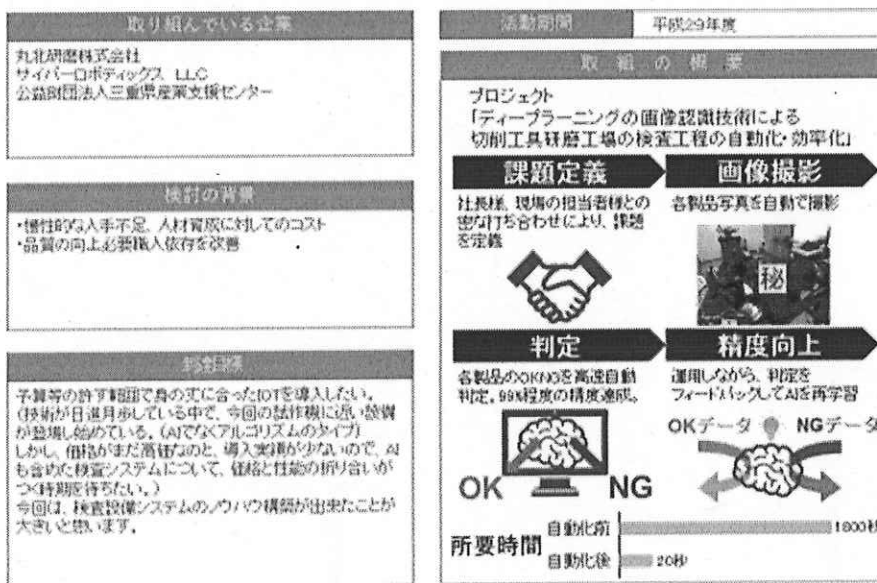 取り組んでいる企業
丸北研磨株式会社
サイバーロボティックス LLC
公益財団法人三重県産業支援センター
検討の背景
・慢性的な人手不足、人材育成に対してのコスト
・品質の向上必要職人依存を改善
予算等の許す範囲で身の丈に合ったIOTを導入したい。
(技術が日進月歩している中で、今回の試作機に近い設備
が登場し始めている。(AIでなくアルゴリズムのタイプ)
しかし、価格がまだ高価なのと、導入実績が少ないので、AI
も含めた検査システムについて、価格と性能の折り合いが
つく時期を待ちたい。)
今回は、検査設備システムのノウハウ構築が出来たことが
大きいと思います。
活動期間
平成29年度
取組の概要
プロジェクト
「ディープラーニングの画像認識技術による
切削工具研磨工場の検査工程の自動化・効率化」
課題定義
画像撮影
社長様、現場の担当者様との
密な打ち合わせにより、課題
を定義
各製品写真を自動で撮影
秘
判定
精度向上
各製品のOKNGを高速自動
判定。99%程度の精度達成。
運用しながら、判定を
フィードバックしてAIを再学習
OK
NG
OKデータ
NGデータ
所要時間
自動化前
1800秒
自動化後
20秒